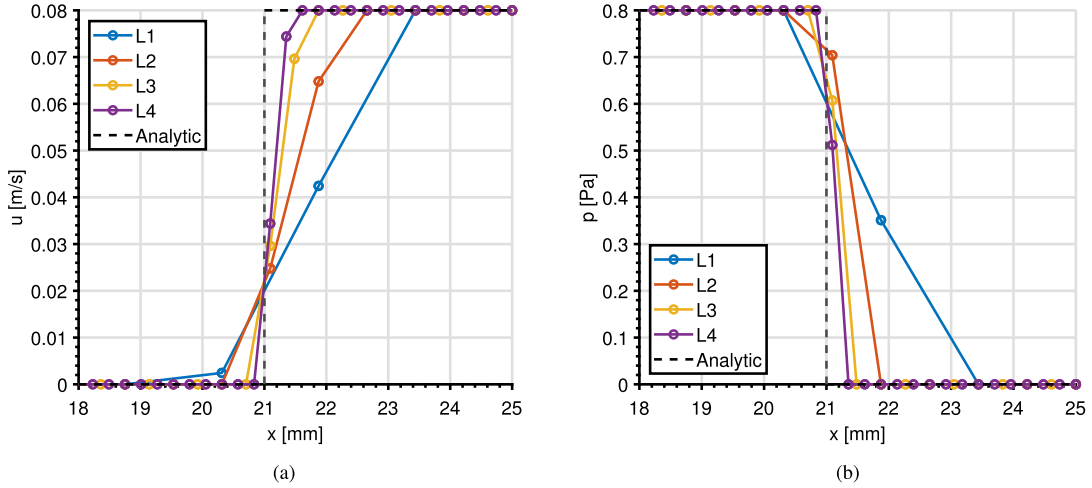 0.08
0.07
0.06
0.05
0.04
0.03
0.02
0.01
0
u [m/s]
L1
L2
L3
L4
Analytic
18 19 20 21 22 23 24 25
x [mm]
(a)
0.8
0.7
0.6
0.5
0.4
0.3
0.2
0.1
0
p [Pa]
L1
L2
L3
L4
Analytic
18 19 20 21 22 23 24 25
x [mm]
(b)